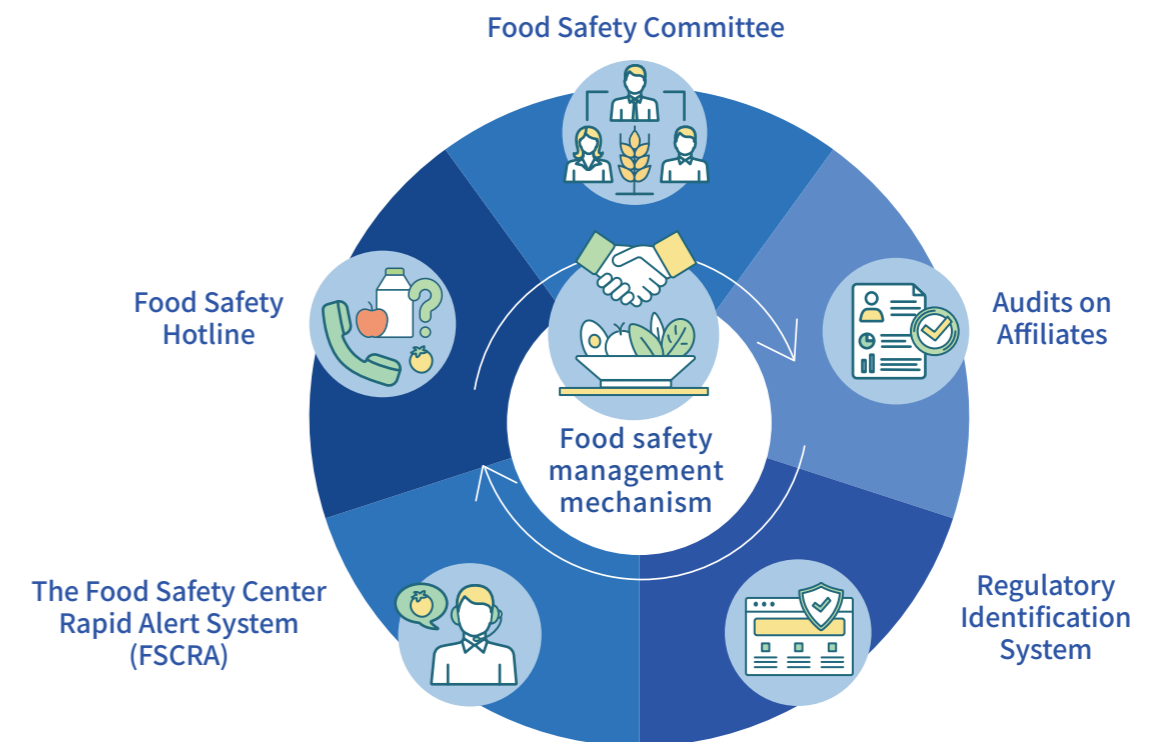 Food Safety Committee
Food Safety
Hotline
Audits on
Affiliates
Food safety
management
mechanism
The Food Safety Center
Rapid Alert System
(FSCRA)
Regulatory
Identification
System